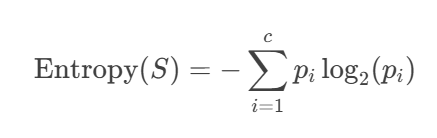 Entropy(S) = − ∑_{i=1}^{c} p_i log_2(p_i)